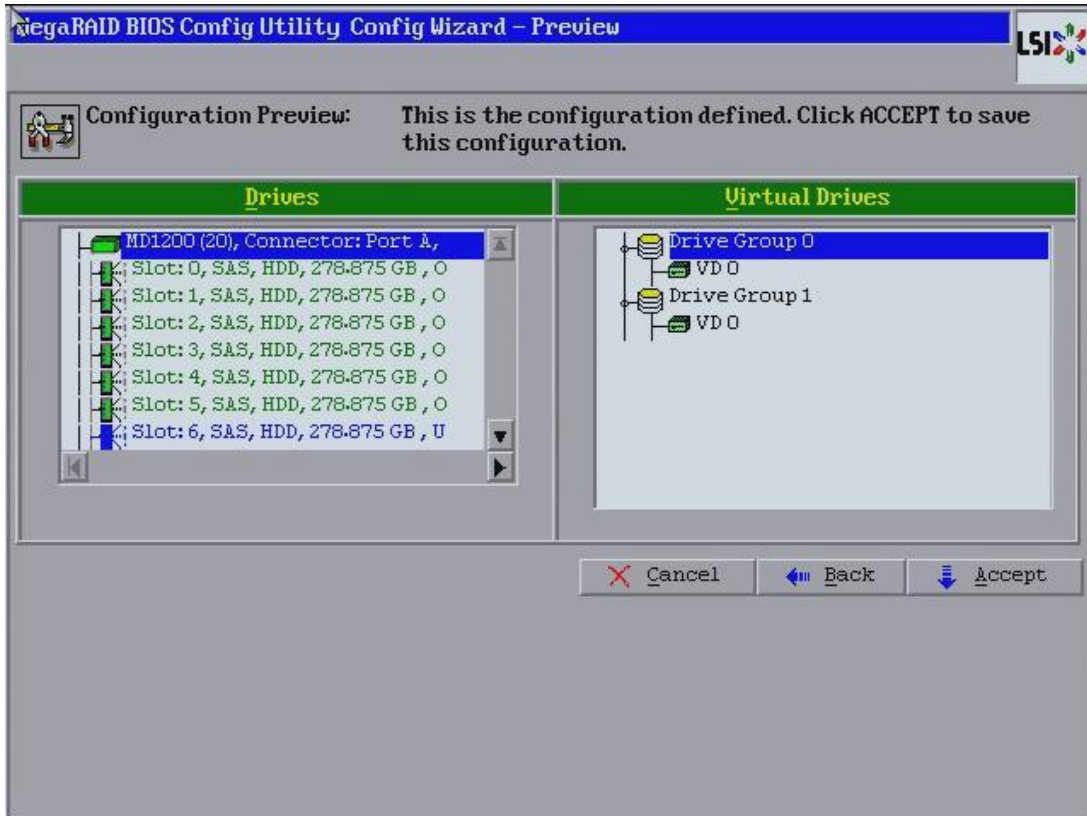 egaRAID BIOS Config Utility Config Wizard – Preview
LSI
Configuration Preview: This is the configuration defined. Click ACCEPT to save
this configuration.
Drives
MD1200 (20), Connector: Port A,
Slot: 0, SAS, HDD, 278.875 GB , O
Slot: 1, SAS, HDD, 278.875 GB , O
Slot: 2, SAS, HDD, 278.875 GB , O
Slot: 3, SAS, HDD, 278.875 GB , O
Slot: 4, SAS, HDD, 278.875 GB , O
Slot: 5, SAS, HDD, 278.875 GB , O
Slot: 6, SAS, HDD, 278.875 GB , U
Virtual Drives
Drive Group 0
VD 0
Drive Group 1
VD 0
Cancel
Back
Accept